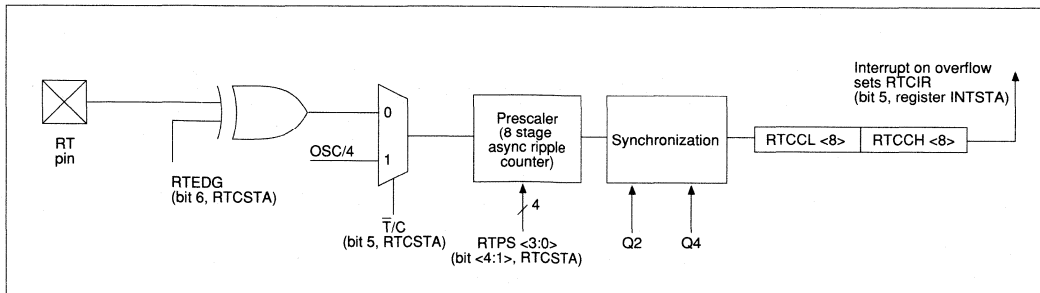 RT
pin
RTEDG
(bit 6, RTCSTA)
OSC/4
0
1
T̅/C
(bit 5, RTCSTA)
Prescaler
(8 stage
async ripple
counter)
4
RTPS <3:0>
(bit <4:1>, RTCSTA)
Synchronization
Q2
Q4
RTCCL <8>
RTCCH <8>
Interrupt on overflow
sets RTCIR
(bit 5, register INTSTA)